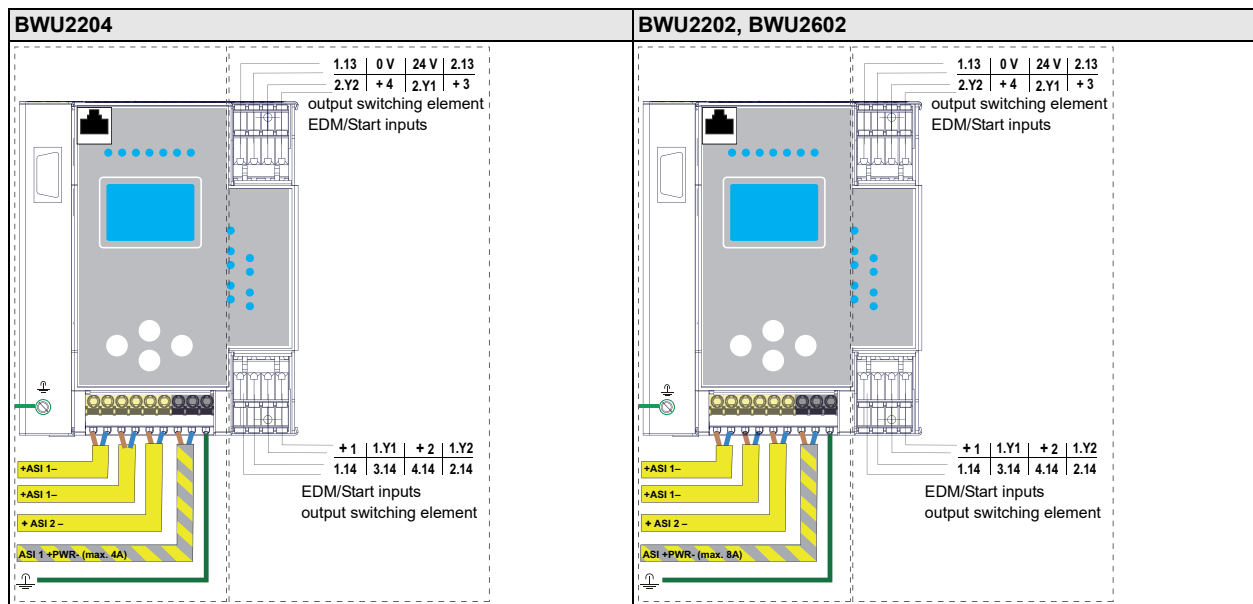 BWU2204
1.13 | 0 V | 24 V | 2.13
2.Y2 | + 4 | 2.Y1 | + 3
output switching element
EDM/Start inputs
+ 1 | 1.Y1 | + 2 | 1.Y2
1.14 | 3.14 | 4.14 | 2.14
EDM/Start inputs
output switching element
+ASI 1–
+ASI 1–
+ ASI 2 –
ASI 1 +PWR- (max. 4A)
BWU2202, BWU2602
1.13 | 0 V | 24 V | 2.13
2.Y2 | + 4 | 2.Y1 | + 3
output switching element
EDM/Start inputs
+ 1 | 1.Y1 | + 2 | 1.Y2
1.14 | 3.14 | 4.14 | 2.14
EDM/Start inputs
output switching element
+ASI 1–
+ASI 1–
+ ASI 2 –
ASI +PWR- (max. 8A)